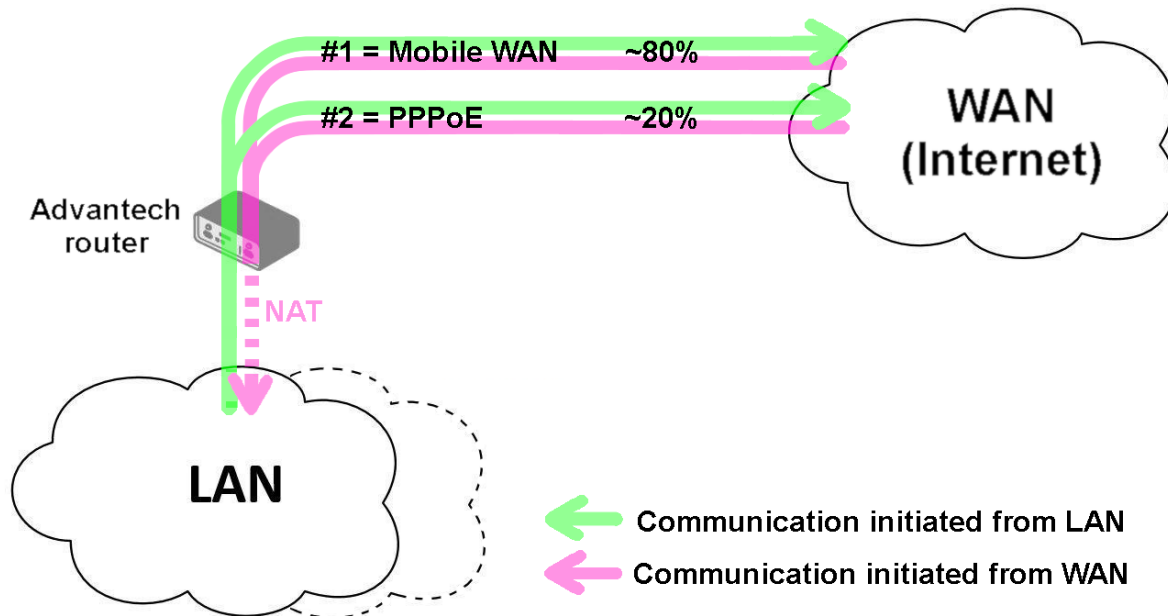 #1 = Mobile WAN ~80%
#2 = PPPoE ~20%
WAN
(Internet)
Advantech
router
NAT
LAN
Communication initiated from LAN
Communication initiated from WAN